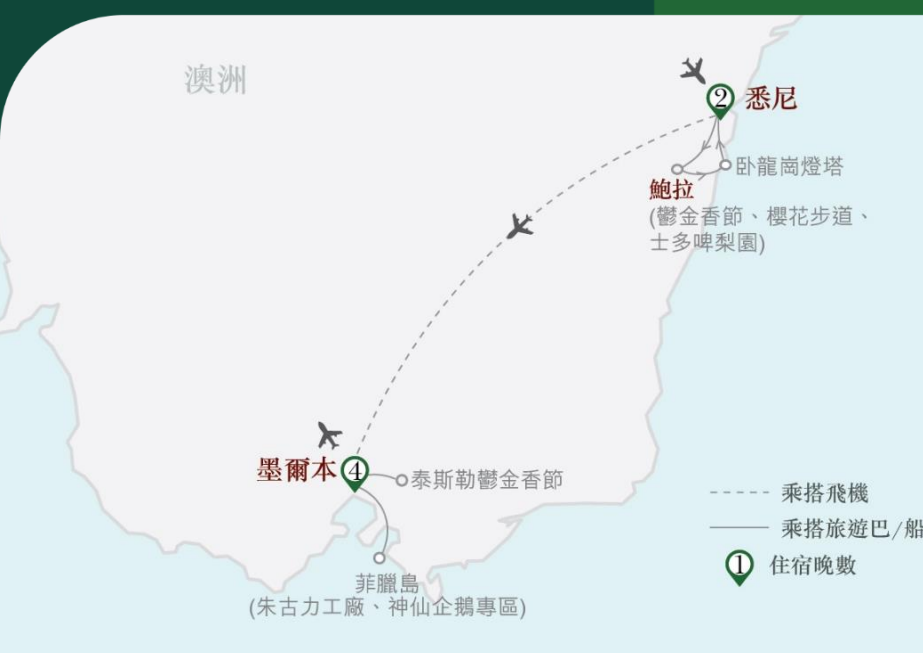 澳洲
2 悉尼
卧龍崗燈塔
鮑拉
(鬱金香節、櫻花步道、
士多啤梨園)
墨爾本 4
泰斯勒鬱金香節
菲臘島
(朱古力工廠、神仙企鵝專區)
乘搭飛機
乘搭旅遊巴/船
1 住宿晚數